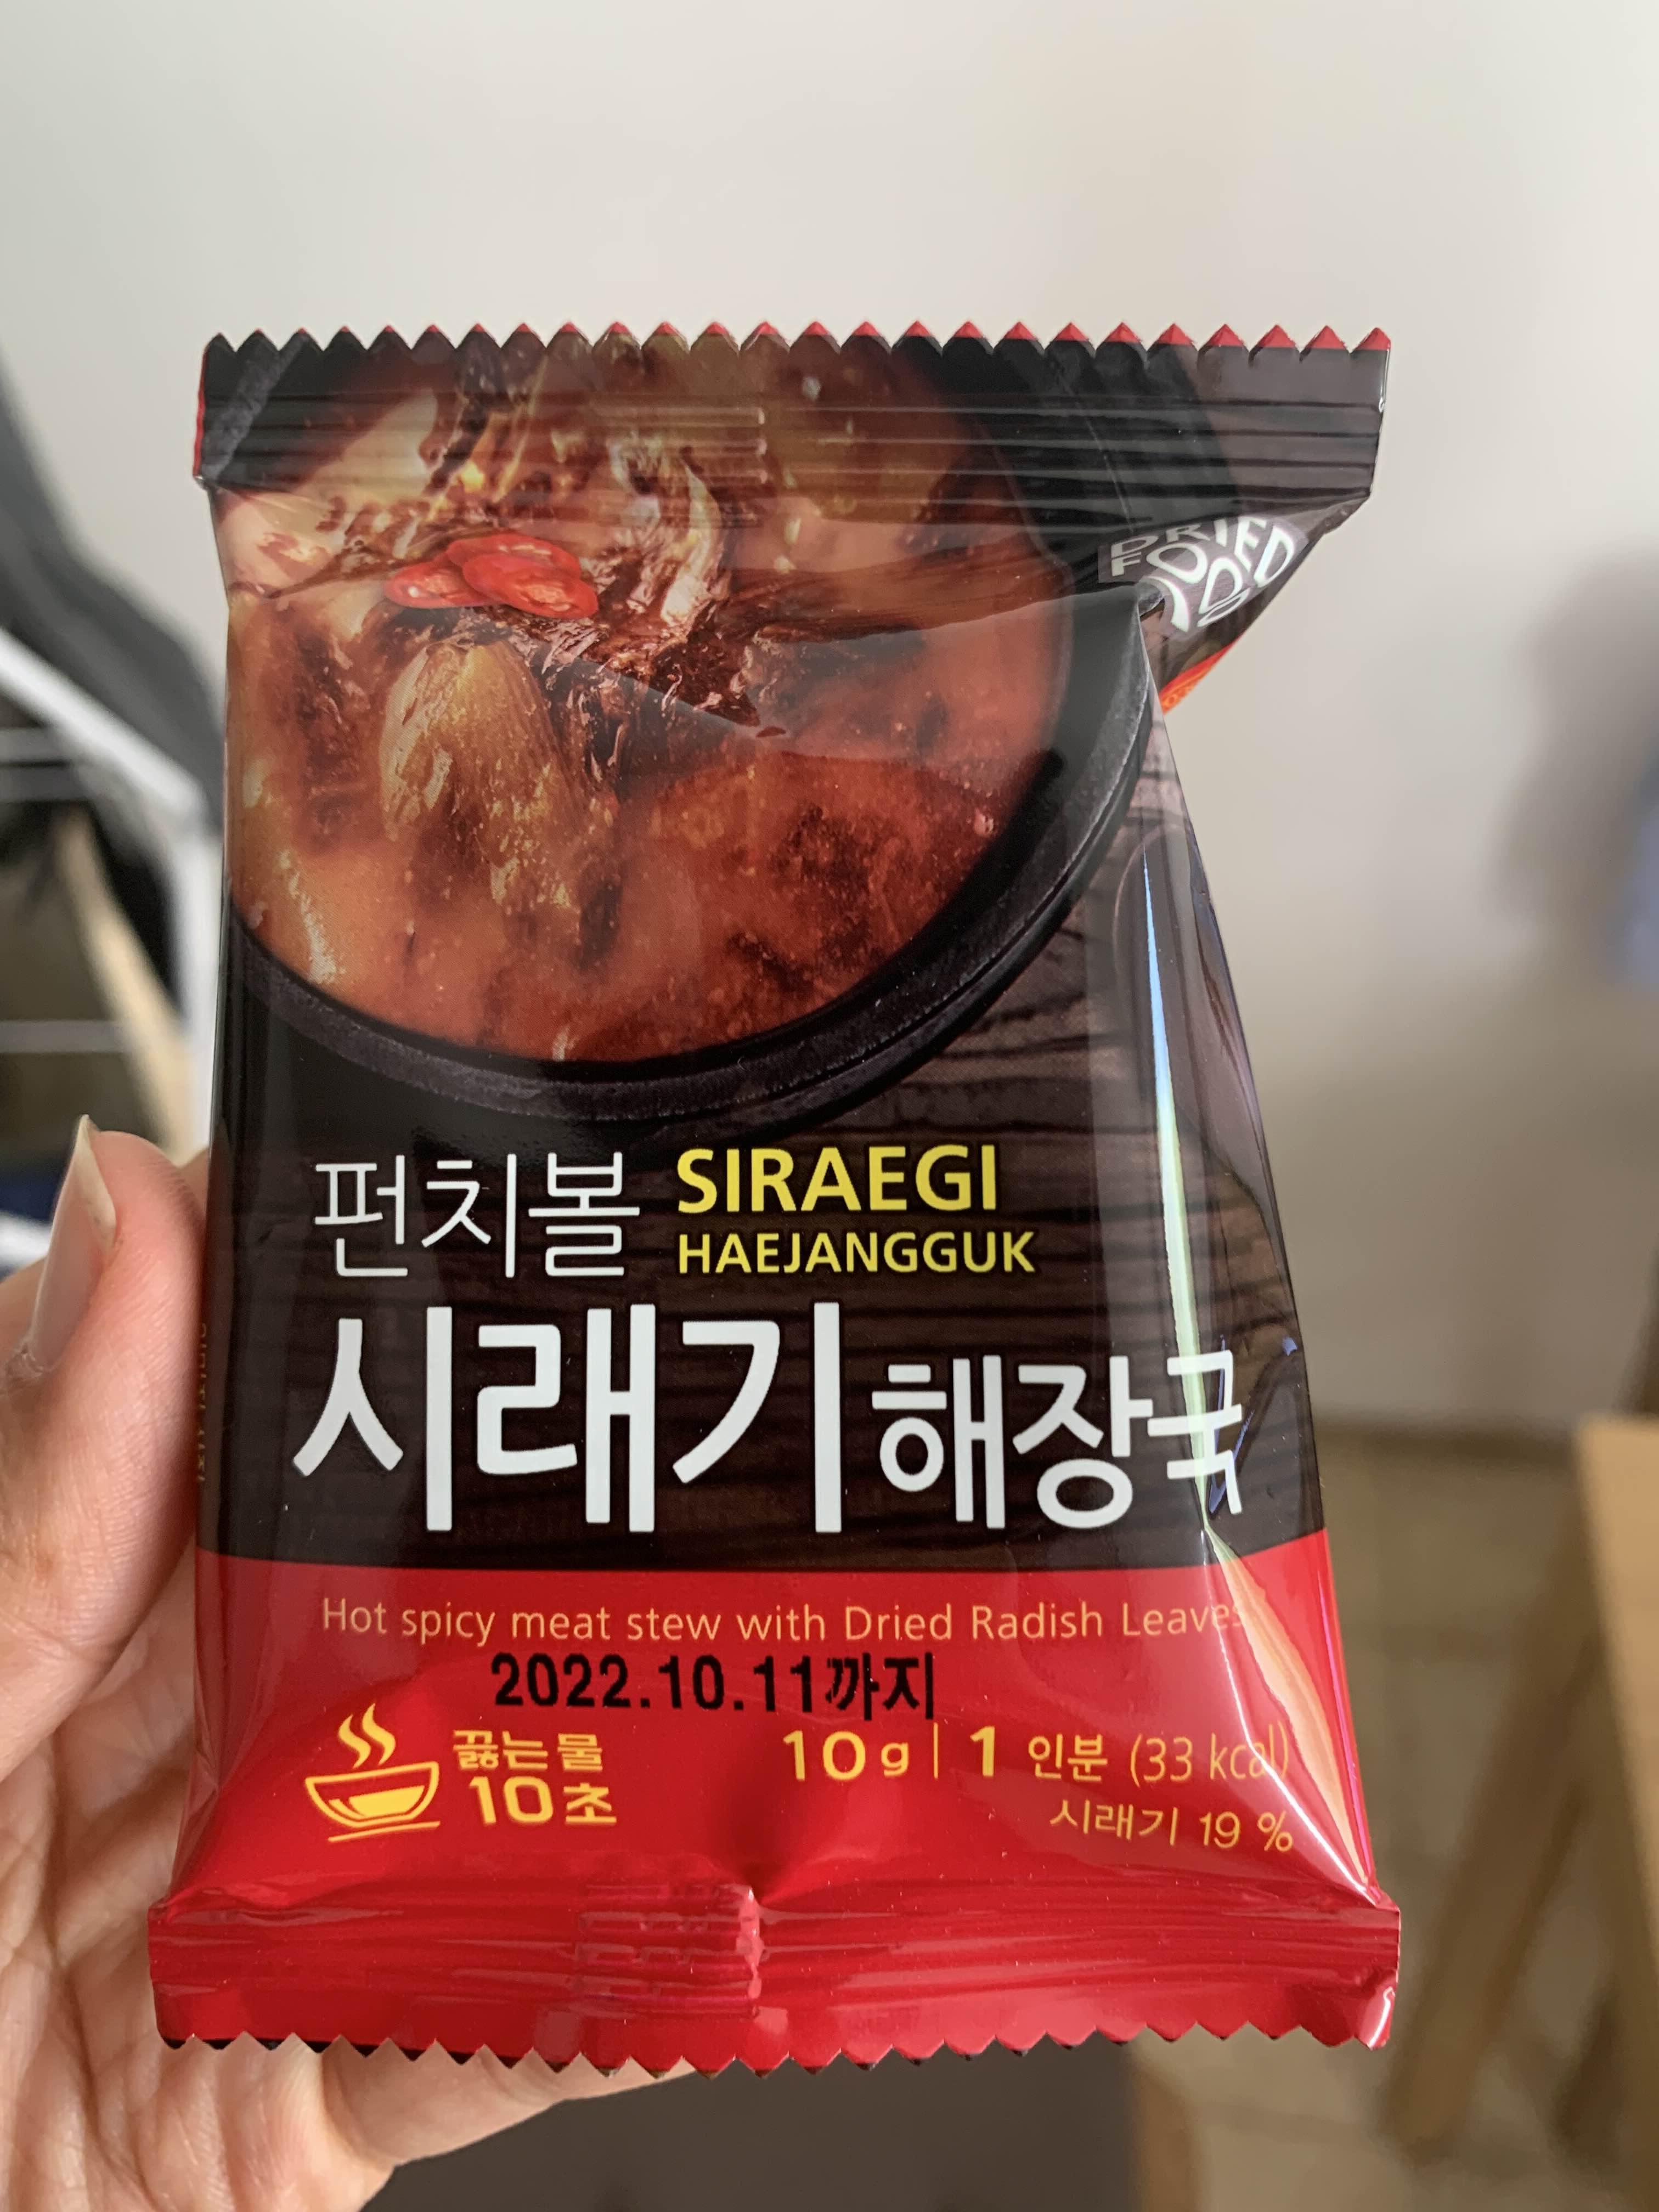 DRIED
FOOD
펀치볼 SIRAEGI
HAEJANGGUK
시래기 해장국
Hot spicy meat stew with Dried Radish Leaves
2022.10.11까지
끓는 물
10초
10g | 1 인분 (33 kcal)
시래기 19 %